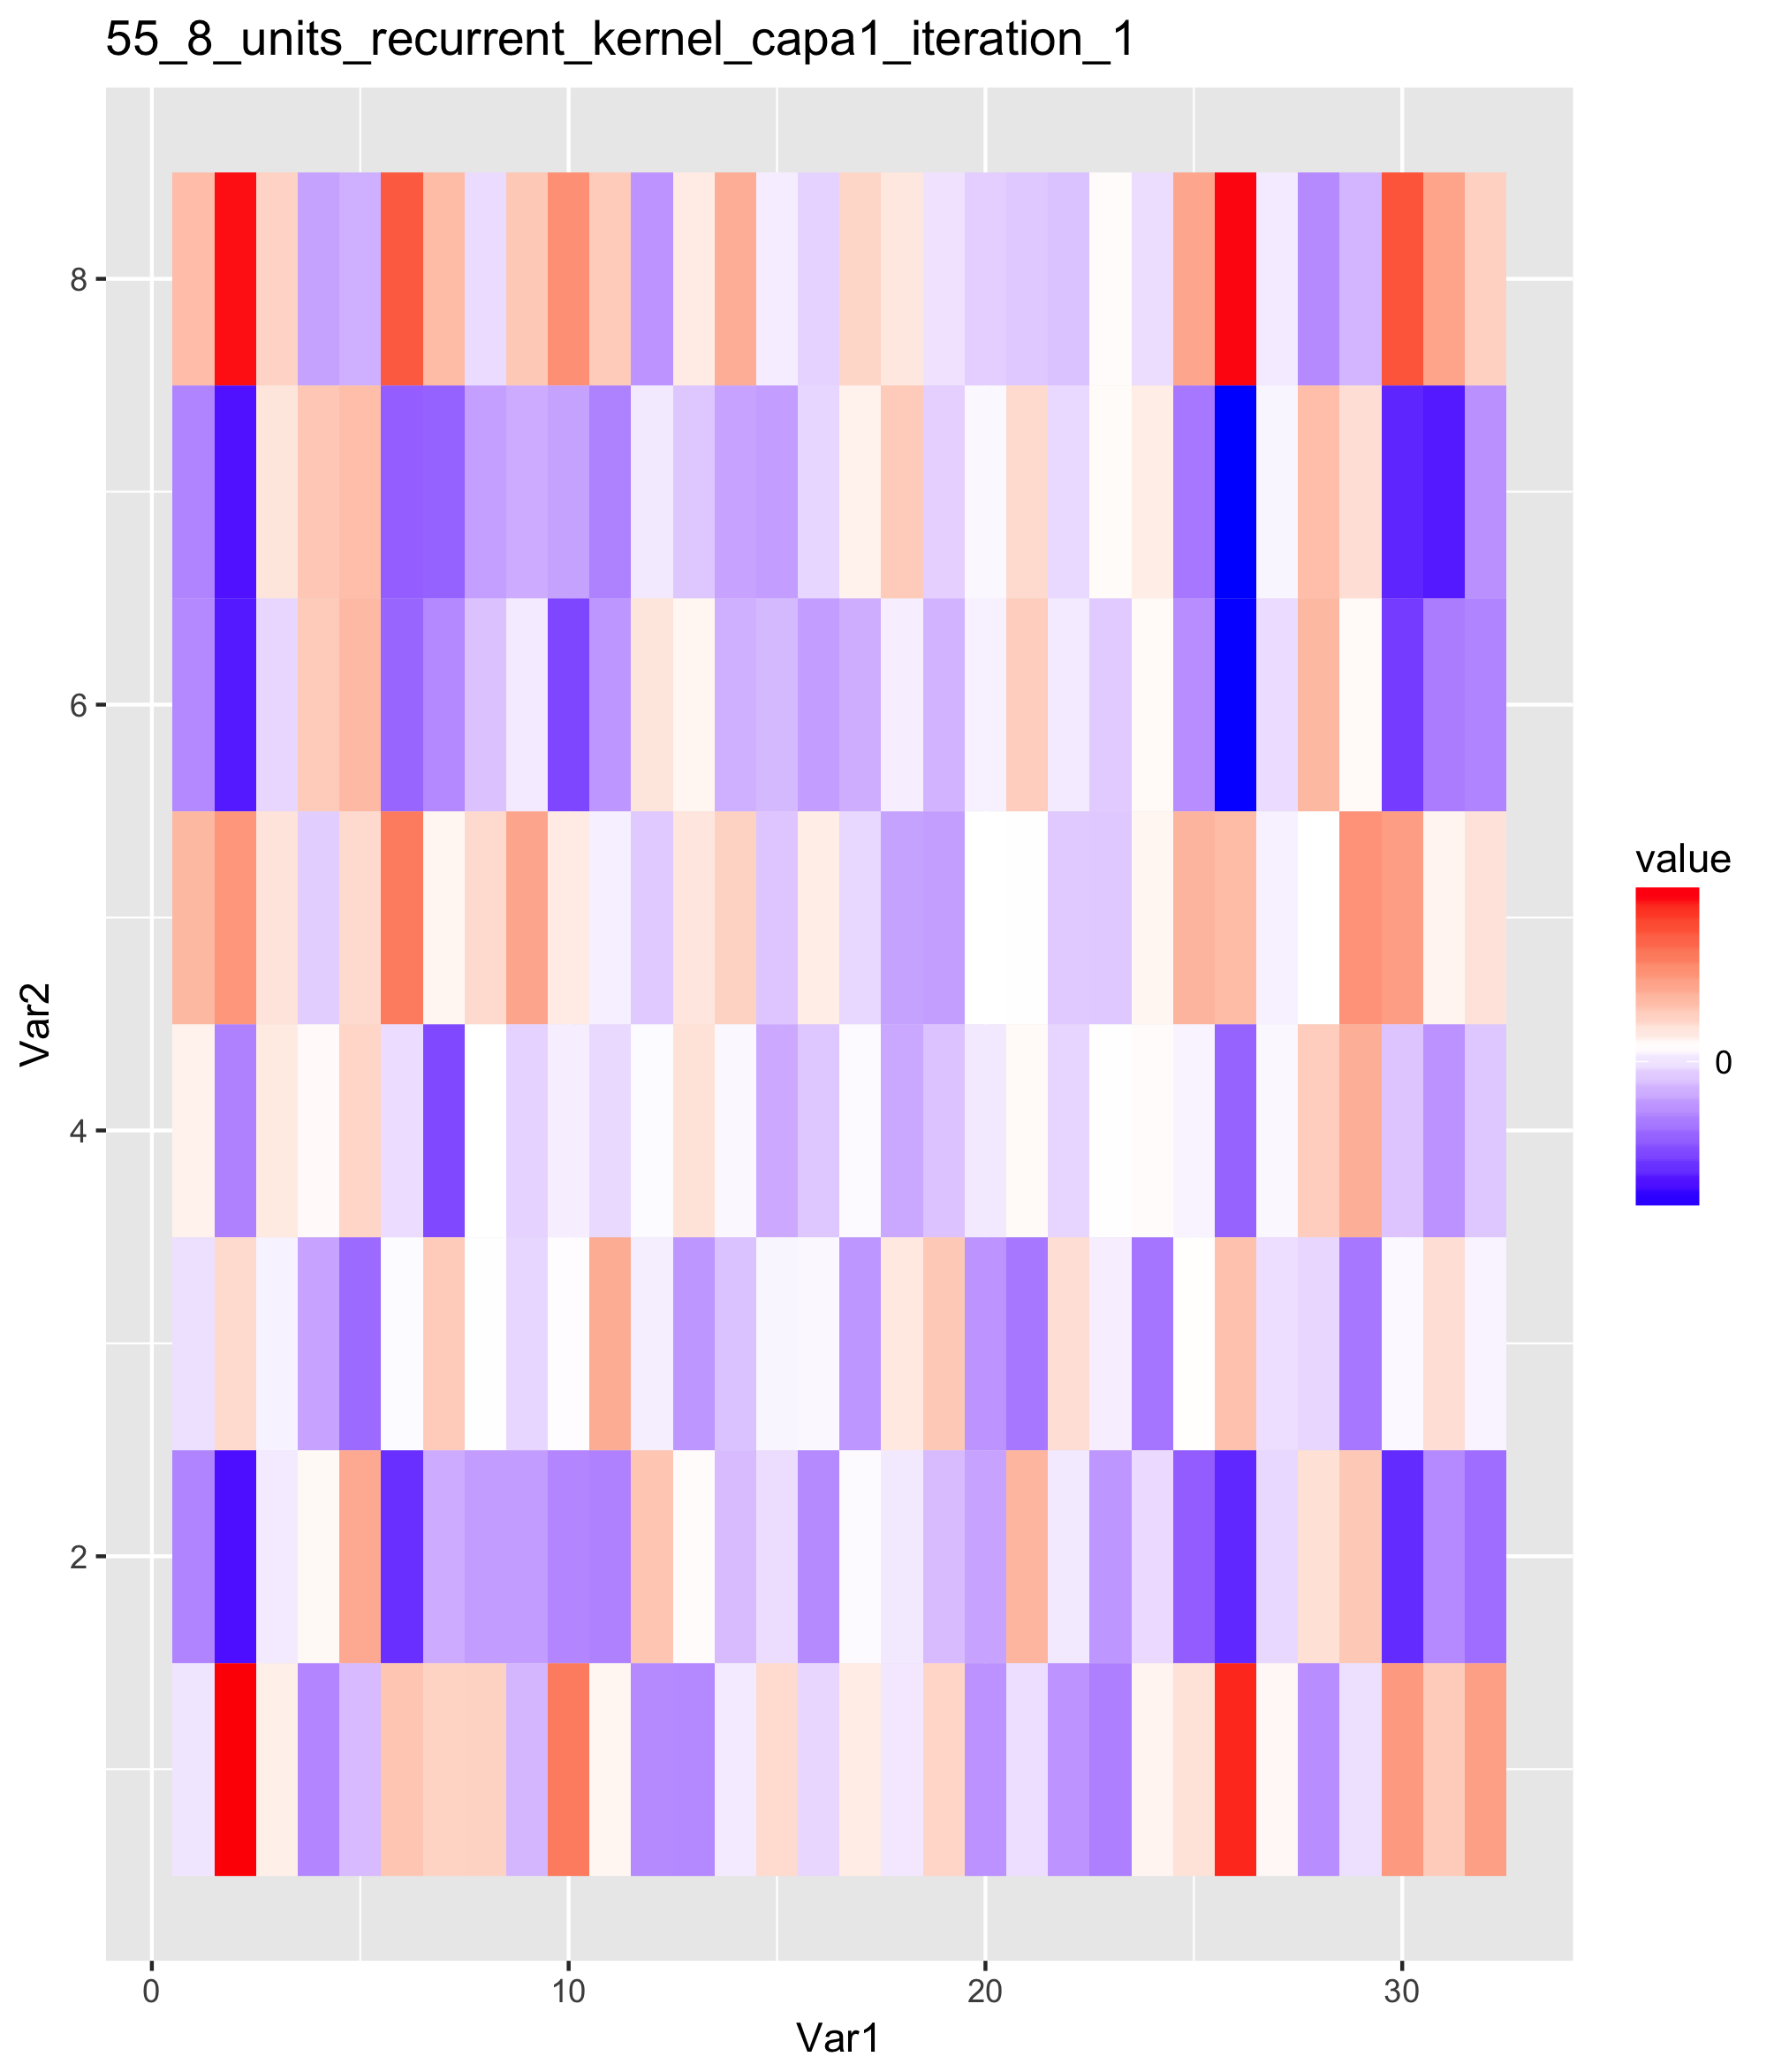 55_8_units_recurrent_kernel_capa1_iteration_1
8
6
4
2
Var2
0
10
20
30
Var1
value
0